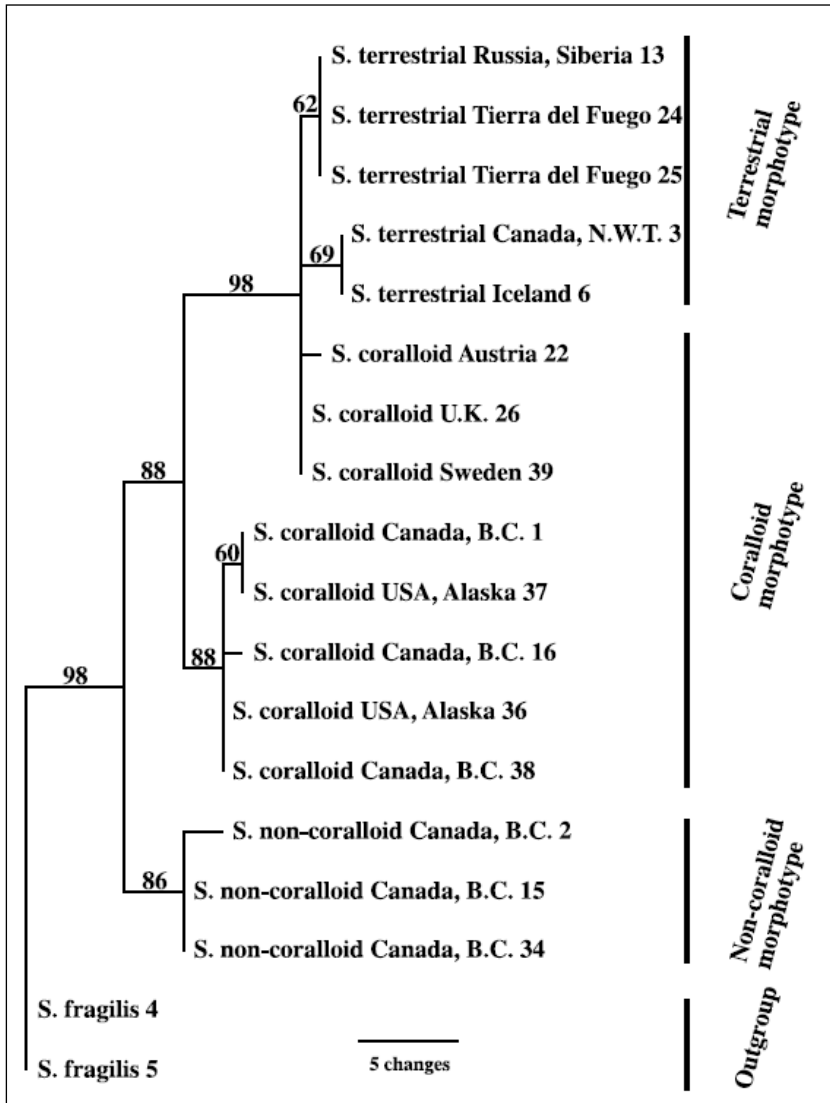 S. terrestrial Russia, Siberia 13
62
S. terrestrial Tierra del Fuego 24
S. terrestrial Tierra del Fuego 25
Terrestrial
morphotype
S. terrestrial Canada, N.W.T. 3
69
98
S. terrestrial Iceland 6
S. coralloid Austria 22
S. coralloid U.K. 26
88
S. coralloid Sweden 39
S. coralloid Canada, B.C. 1
60
S. coralloid USA, Alaska 37
Coralloid
morphotype
88
S. coralloid Canada, B.C. 16
98
S. coralloid USA, Alaska 36
S. coralloid Canada, B.C. 38
S. non-coralloid Canada, B.C. 2
86
S. non-coralloid Canada, B.C. 15
S. non-coralloid Canada, B.C. 34
Non-coralloid
morphotype
S. fragilis 4
S. fragilis 5
Outgroup
5 changes